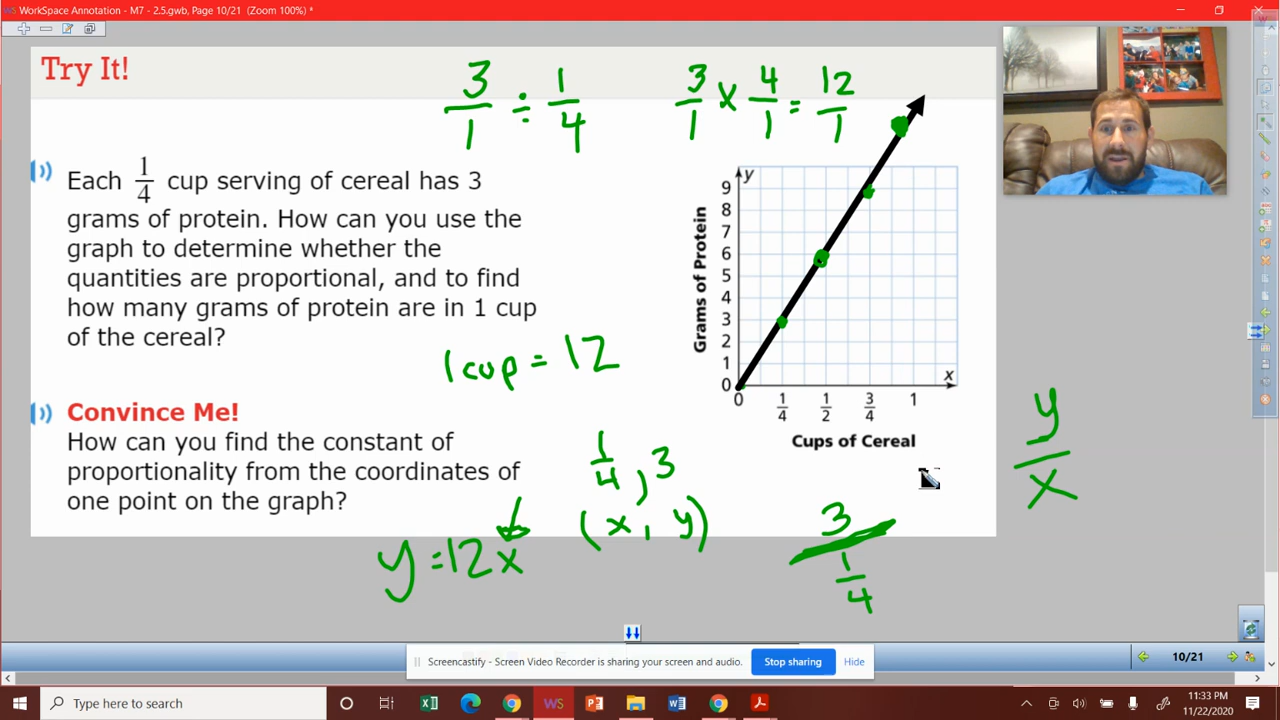 WorkSpace Annotation - M7 - 2.5.gwb, Page 10/21 (Zoom 100%) *
Try It!
3/1 ÷ 1/4
3/1 x 4/1 = 12/1
Each 1/4 cup serving of cereal has 3
grams of protein. How can you use the
graph to determine whether the
quantities are proportional, and to find
how many grams of protein are in 1 cup
of the cereal?
1 cup = 12
Convince Me!
How can you find the constant of
proportionality from the coordinates of
one point on the graph?
y
9
8
7
6
5
4
3
2
1
0
Grams of Protein
x
0 1/4 1/2 3/4 1
Cups of Cereal
1/4, 3
(x, y)
y = 12x
3/(1/4)
y/x
Screencastify - Screen Video Recorder is sharing your screen and audio. Stop sharing Hide
10/21
Type here to search
11:33 PM
11/22/2020